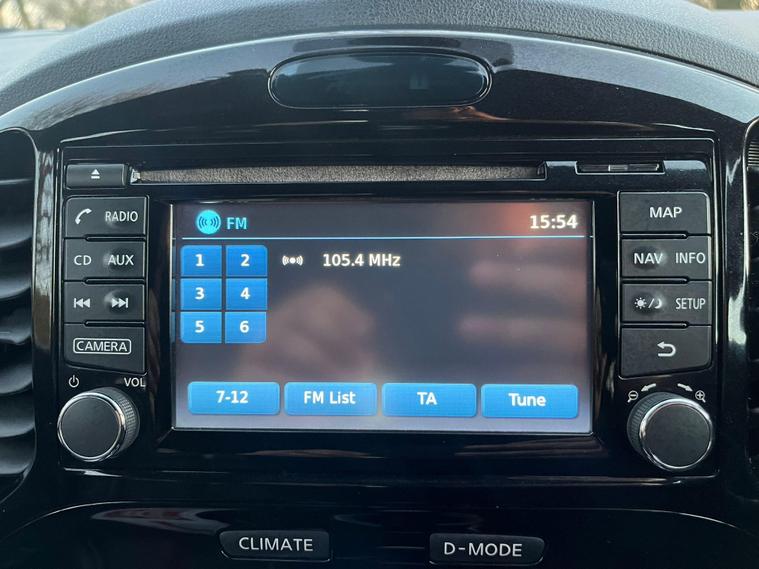 FM 15:54
RADIO
MAP
CD AUX
1 2 105.4 MHz
NAV INFO
3 4
SETUP
5 6
CAMERA
VOL
7-12 FM List TA Tune
CLIMATE D-MODE